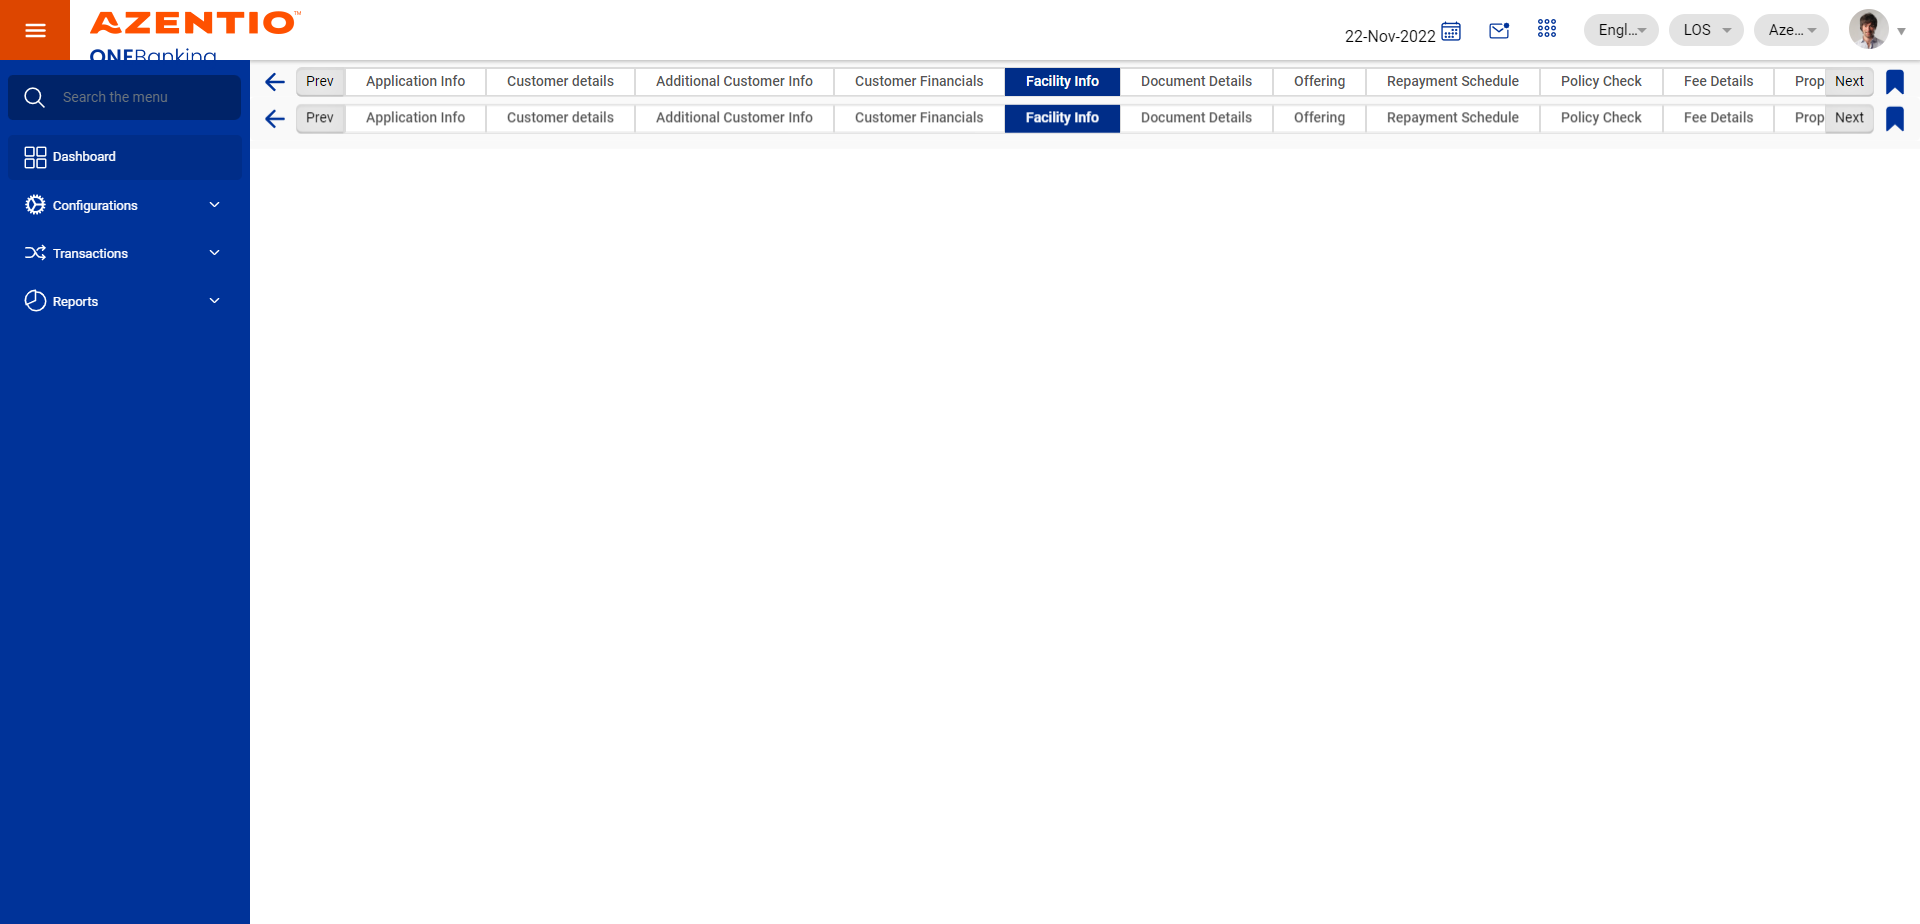 AZENTIO™
ONEBanking
22-Nov-2022
Engl...
LOS
Aze...
Search the menu
Dashboard
Configurations
Transactions
Reports
Prev Application Info Customer details Additional Customer Info Customer Financials Facility Info Document Details Offering Repayment Schedule Policy Check Fee Details Prop Next
Prev Application Info Customer details Additional Customer Info Customer Financials Facility Info Document Details Offering Repayment Schedule Policy Check Fee Details Prop Next